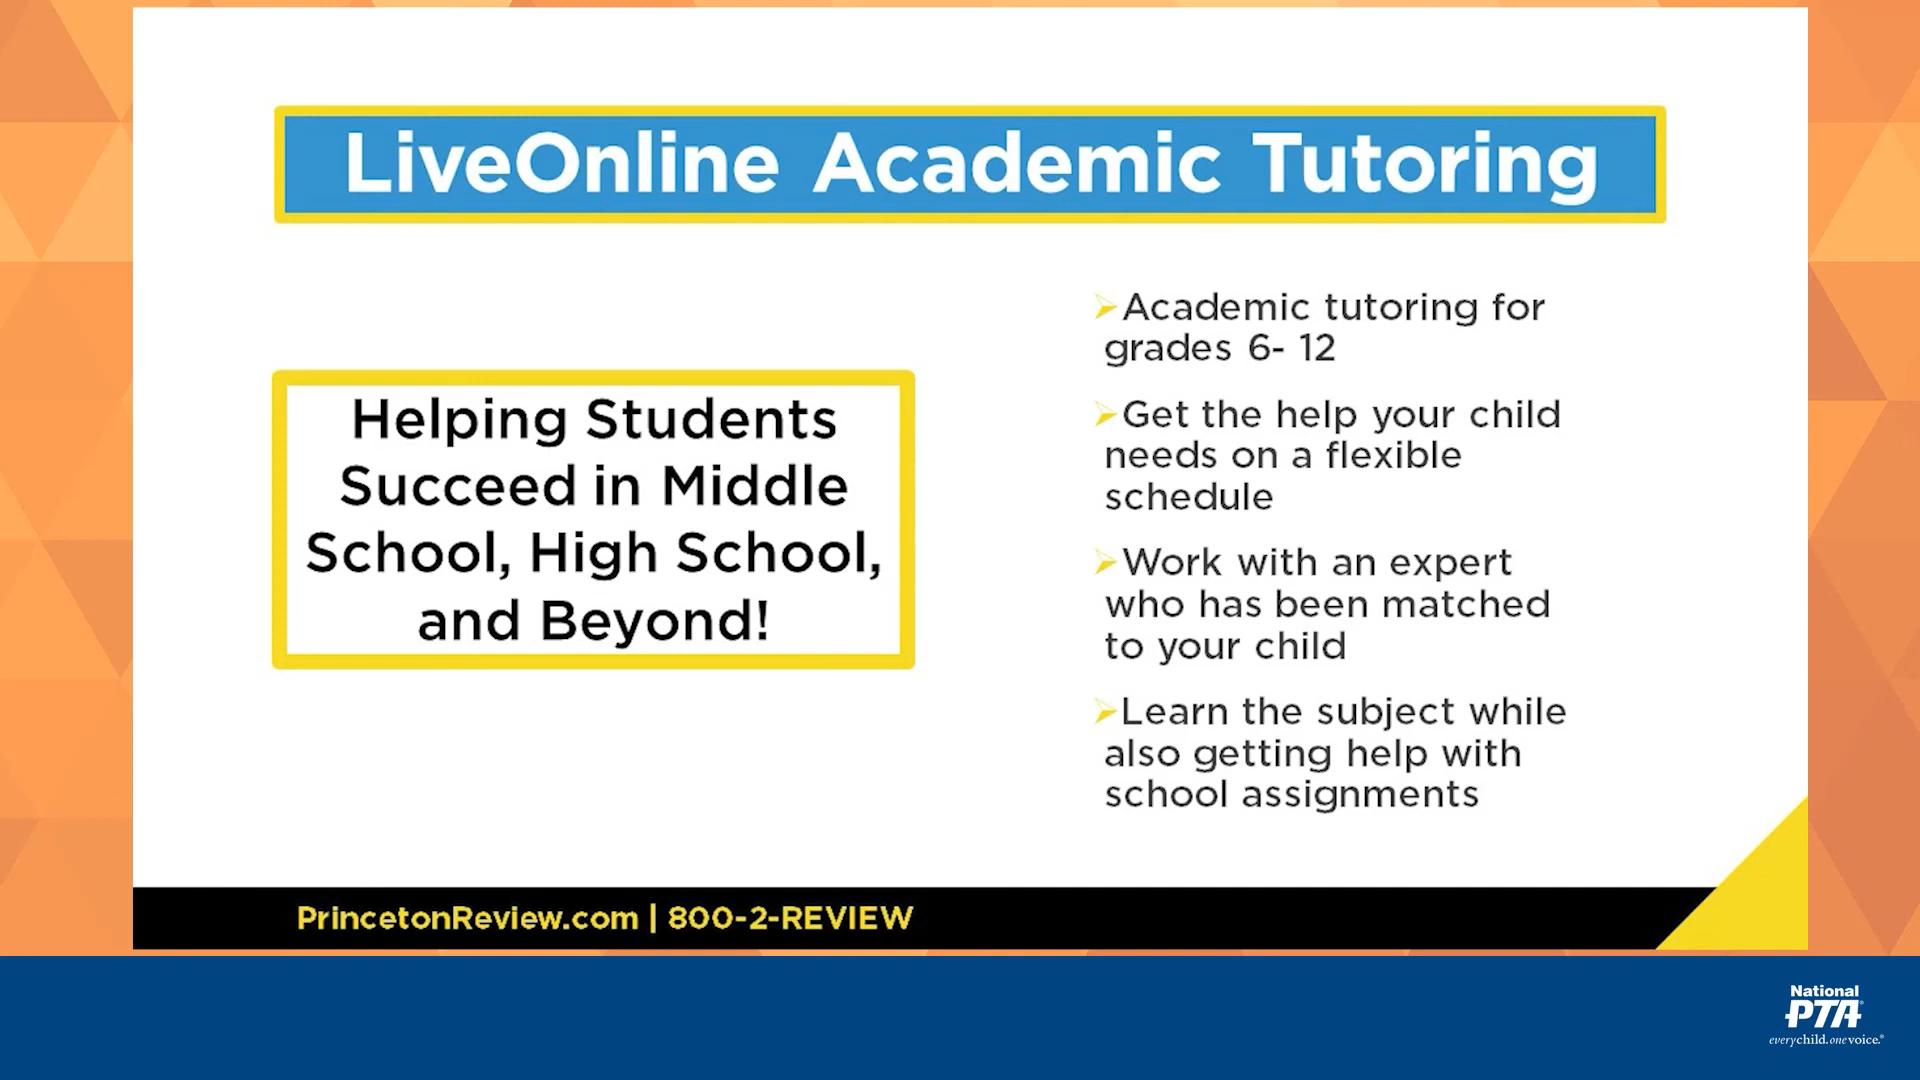 LiveOnline Academic Tutoring
Helping Students
Succeed in Middle
School, High School,
and Beyond!
Academic tutoring for
grades 6- 12
Get the help your child
needs on a flexible
schedule
Work with an expert
who has been matched
to your child
Learn the subject while
also getting help with
school assignments
PrincetonReview.com | 800-2-REVIEW
National
PTA®
everychild.onevoice.®